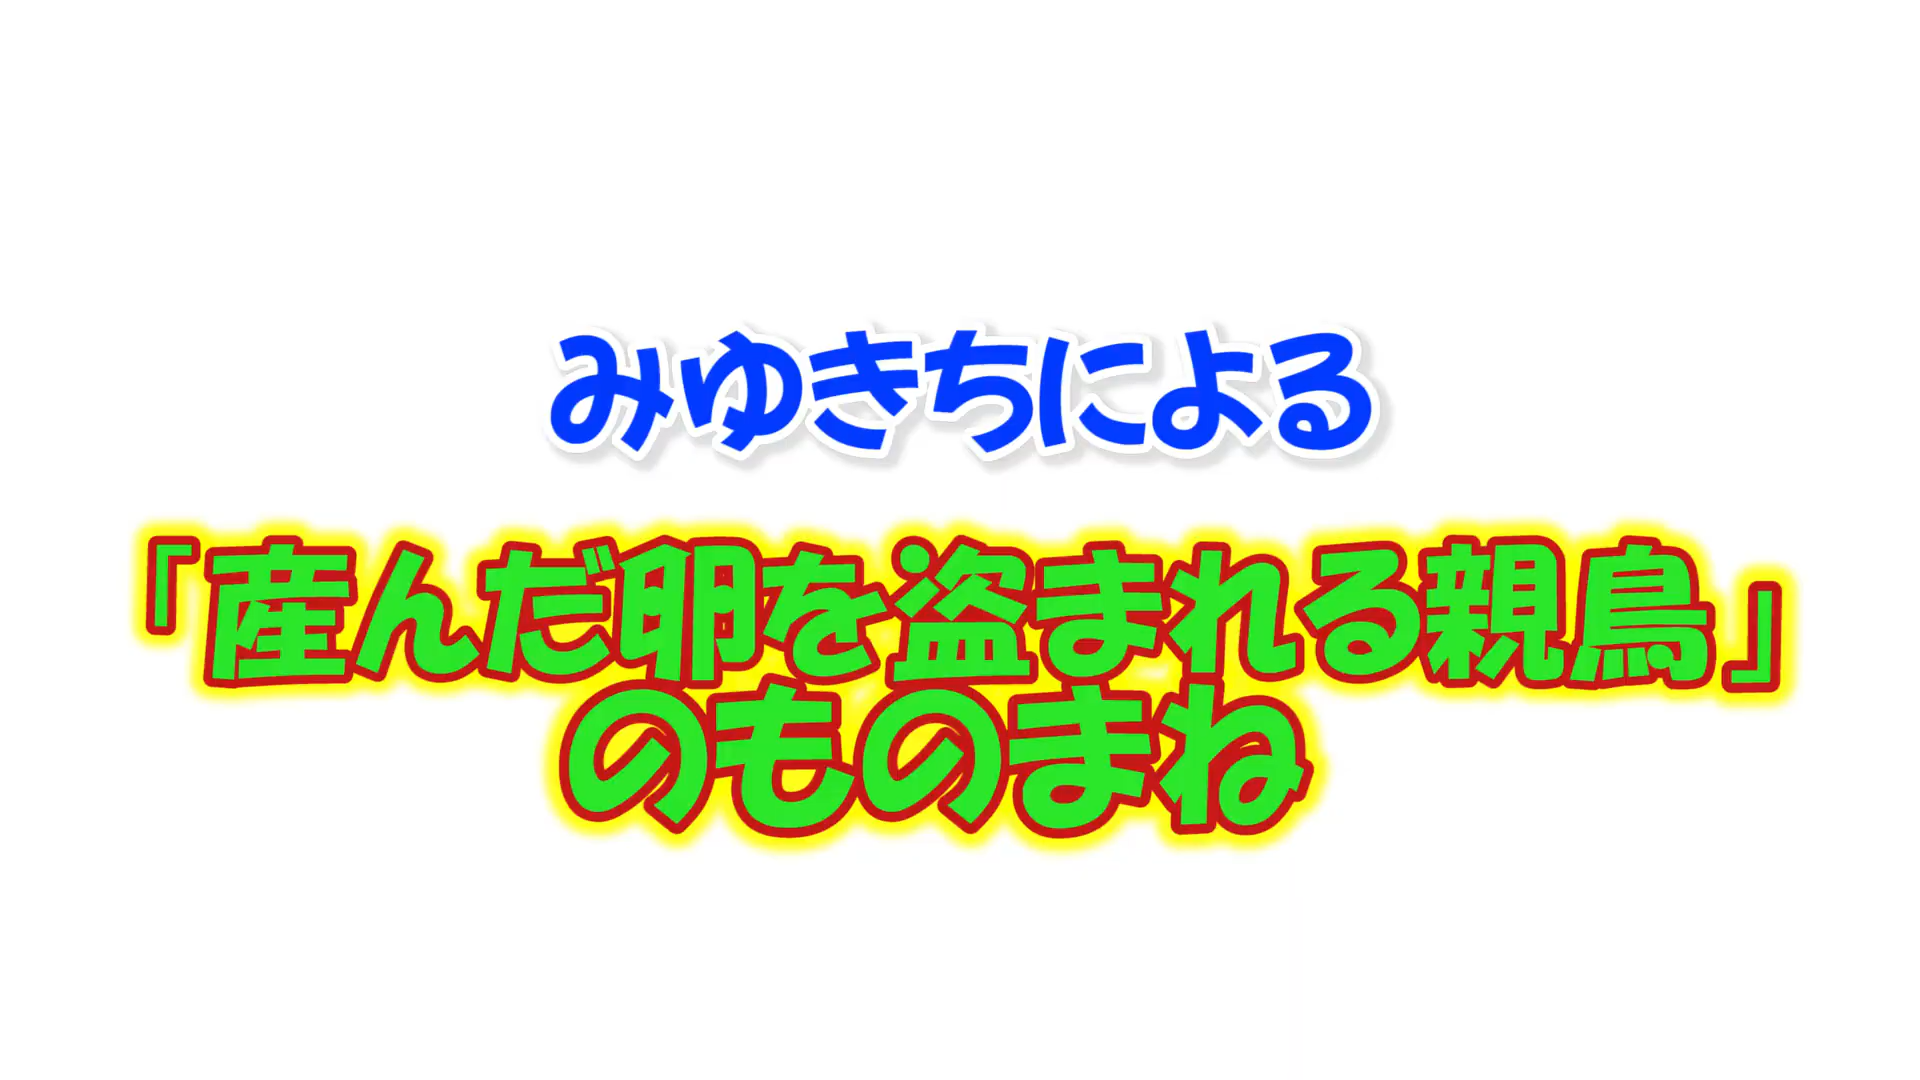 みゆきちによる
「産んだ卵を盗まれる親鳥」
のものまね